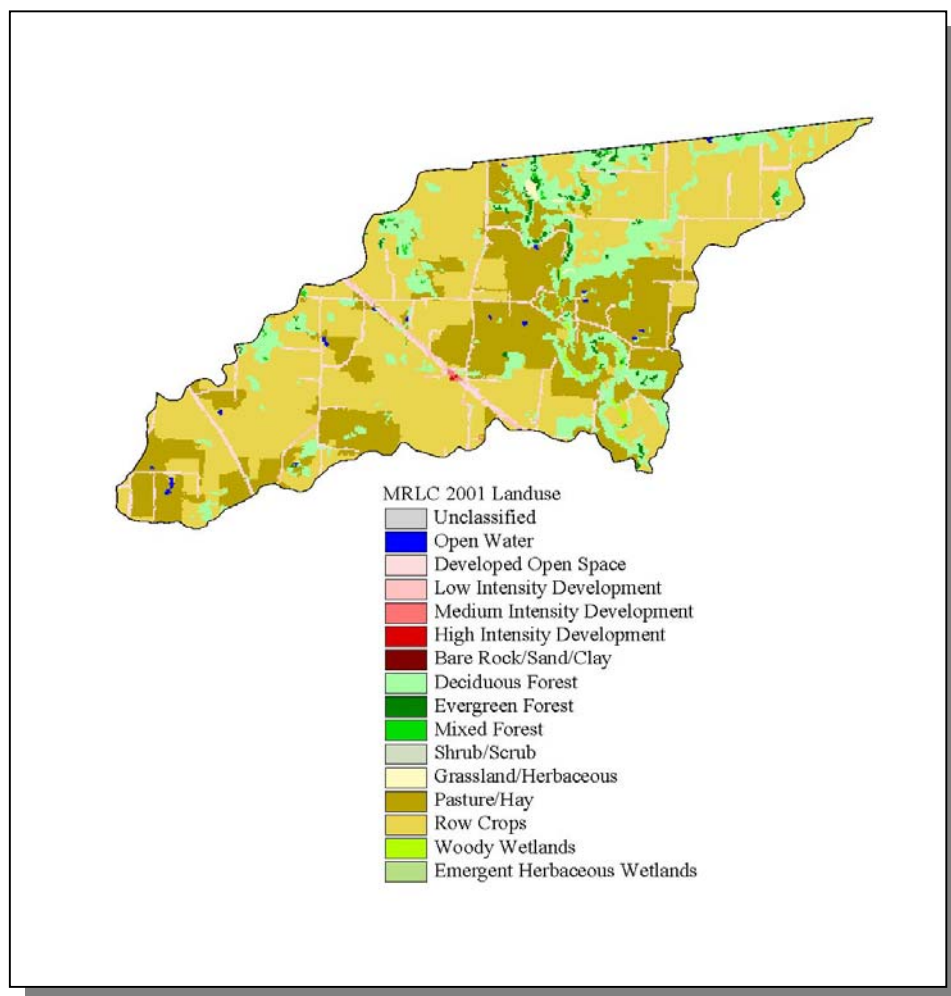 MRLC 2001 Landuse
Unclassified
Open Water
Developed Open Space
Low Intensity Development
Medium Intensity Development
High Intensity Development
Bare Rock/Sand/Clay
Deciduous Forest
Evergreen Forest
Mixed Forest
Shrub/Scrub
Grassland/Herbaceous
Pasture/Hay
Row Crops
Woody Wetlands
Emergent Herbaceous Wetlands